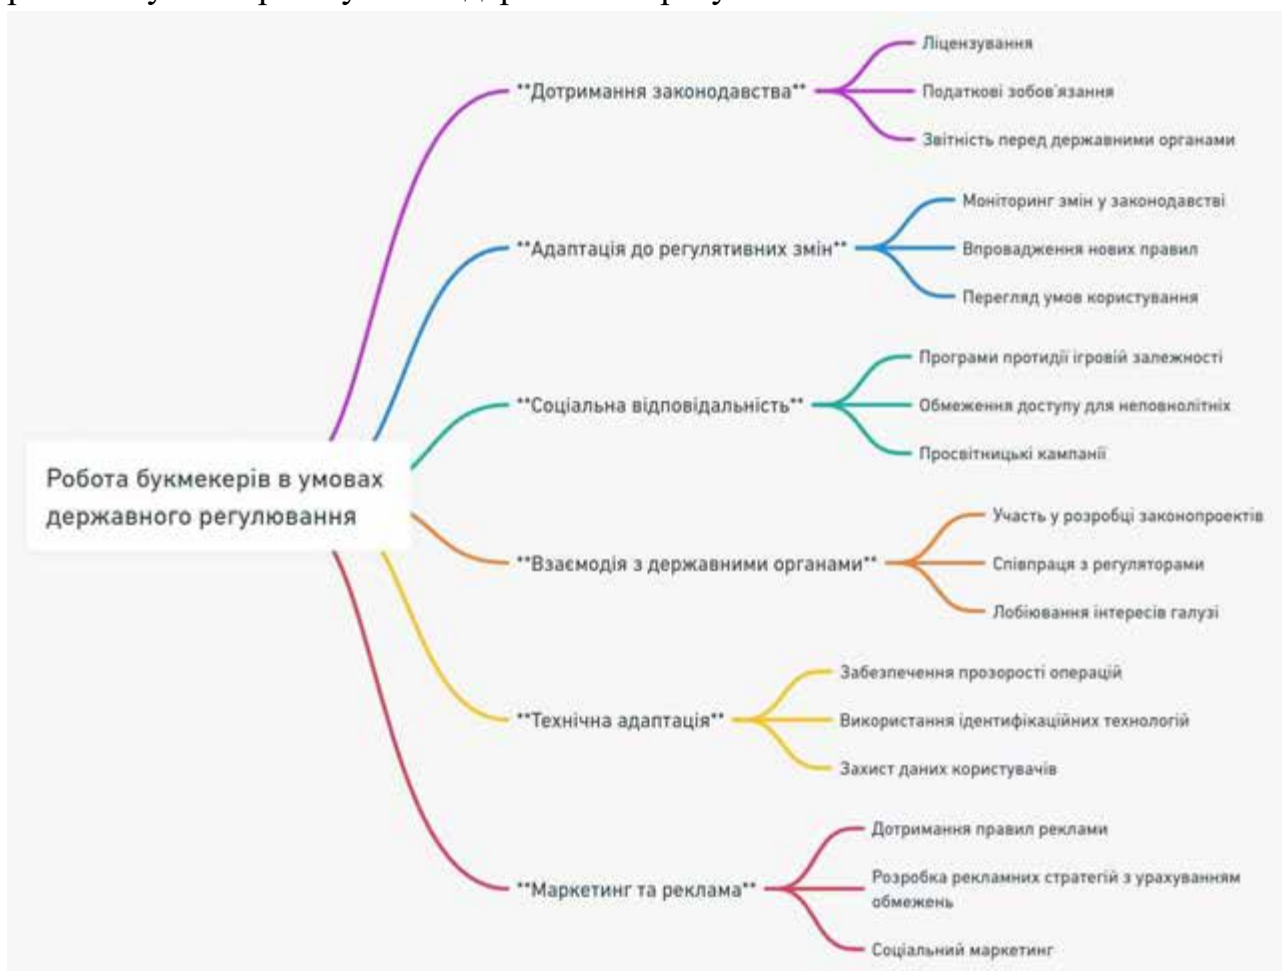 Ліцензування
**Дотримання законодавства**
Податкові зобов'язання
Звітність перед державними органами
Моніторинг змін у законодавстві
**Адаптація до регулятивних змін**
Впровадження нових правил
Перегляд умов користування
Програми протидії ігровій залежності
**Соціальна відповідальність**
Обмеження доступу для неповнолітніх
Просвітницькі кампанії
Робота букмекерів в умовах
державного регулювання
Участь у розробці законопроектів
**Взаємодія з державними органами**
Співпраця з регуляторами
Лобіювання інтересів галузі
Забезпечення прозорості операцій
**Технічна адаптація**
Використання ідентифікаційних технологій
Захист даних користувачів
Дотримання правил реклами
**Маркетинг та реклама**
Розробка рекламних стратегій з урахуванням
обмежень
Соціальний маркетинг